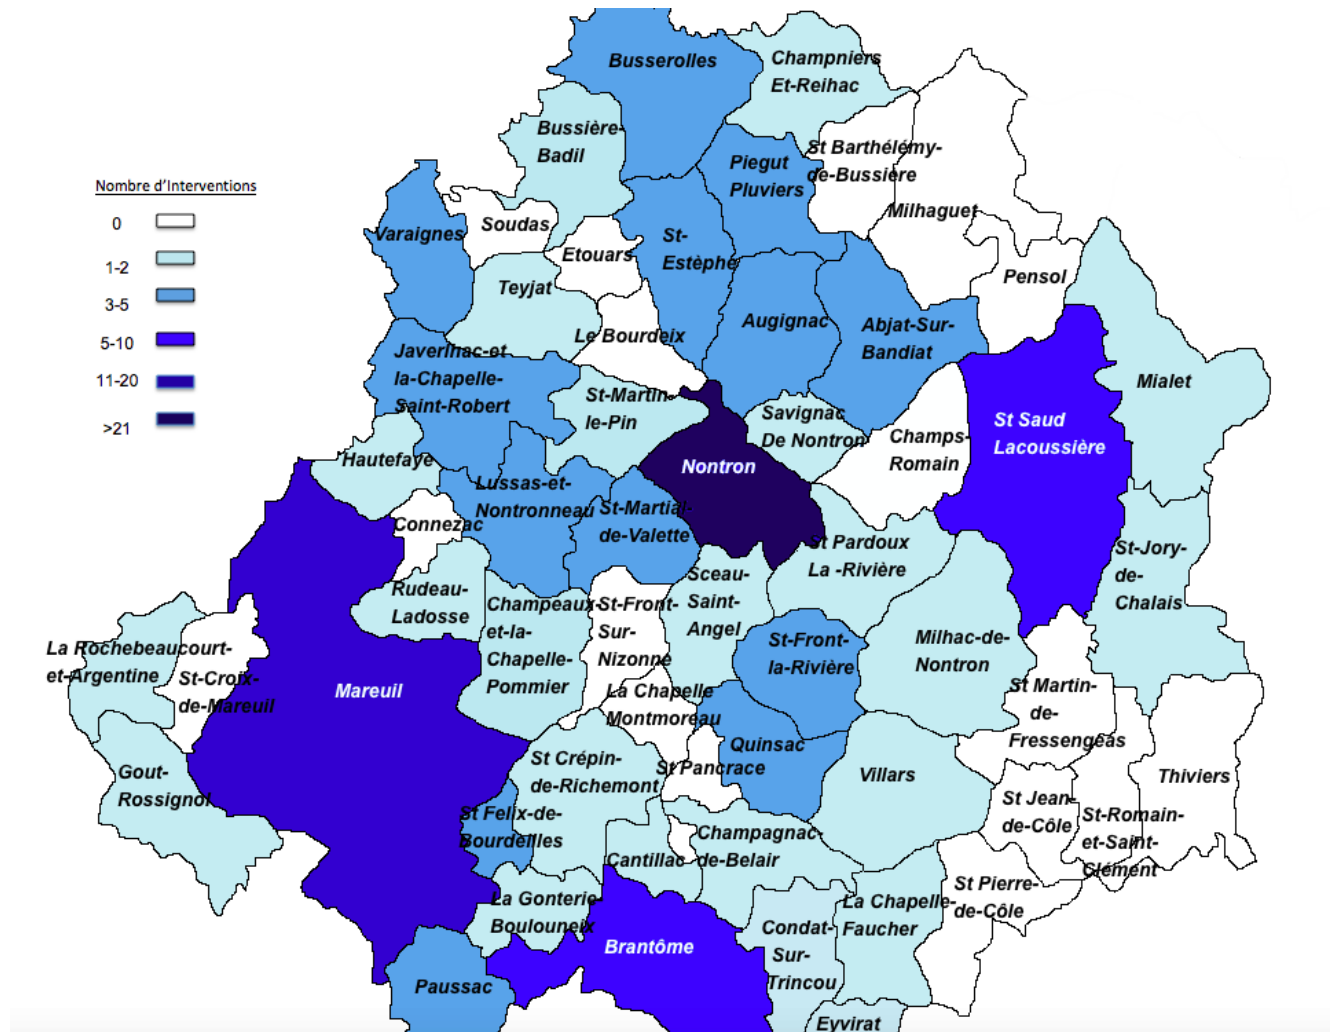 Busserolles
Champniers
Et-Reihac
Bussière-
Badil
Piegut
Pluviers
St Barthélémy-
de-Bussière
Milhaguet
Nombre d'Interventions
0
1-2
3-5
5-10
11-20
>21
Varaignes
Soudas
Etouars
St-
Estèphe
Pensol
Teyjat
Le Bourdeix
Augignac
Abjat-Sur-
Bandiat
Javerlhac-et
la-Chapelle-
Saint-Robert
Mialet
St-Martin-
le-Pin
Savignac
De Nontron
Champs-
Romain
St Saud
Lacoussière
Hautefaye
Nontron
Lussas-et-
Nontronneau
St-Martial-
de-Valette
Connezac
St Pardoux
La -Rivière
St-Jory-
de-
Chalais
Rudeau-
Ladosse
Champeaux-
et-la-
Chapelle-
Pommier
St-Front-
Sur-
Nizonne
Sceau-
Saint-
Angel
St-Front-
la-Rivière
Milhac-de-
Nontron
La Rochebeaucourt-
et-Argentine
St-Croix-
de-Mareuil
Mareuil
La Chapelle
Montmoreau
St Martin-
de-
Fressengeas
Gout-
Rossignol
St Crépin-
de-Richemont
St Pancrace
Quinsac
Villars
Thiviers
St Felix-de-
Bourdeilles
St Jean-
de-Côle
St-Romain-
et-Saint-
Clément
Cantillac
Champagnac-
de-Belair
La Gonterie-
Boulouneix
Brantôme
Condat-
Sur-
Trincou
La Chapelle-
Faucher
St Pierre-
de-Côle
Paussac
Eyvirat